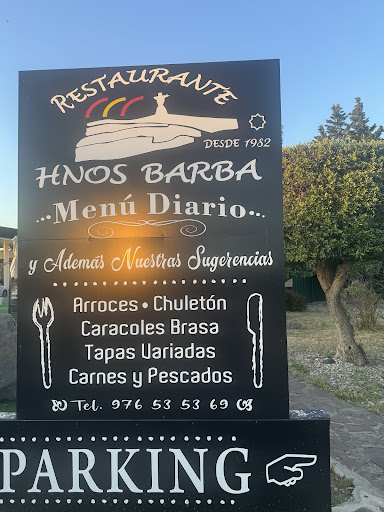 RESTAURANTE
DESDE 1982
HNOS BARBA
...Menú Diario...
y Además Nuestras Sugerencias
Arroces • Chuletón
Caracoles Brasa
Tapas Variadas
Carnes y Pescados
Tel. 976 53 53 69
PARKING